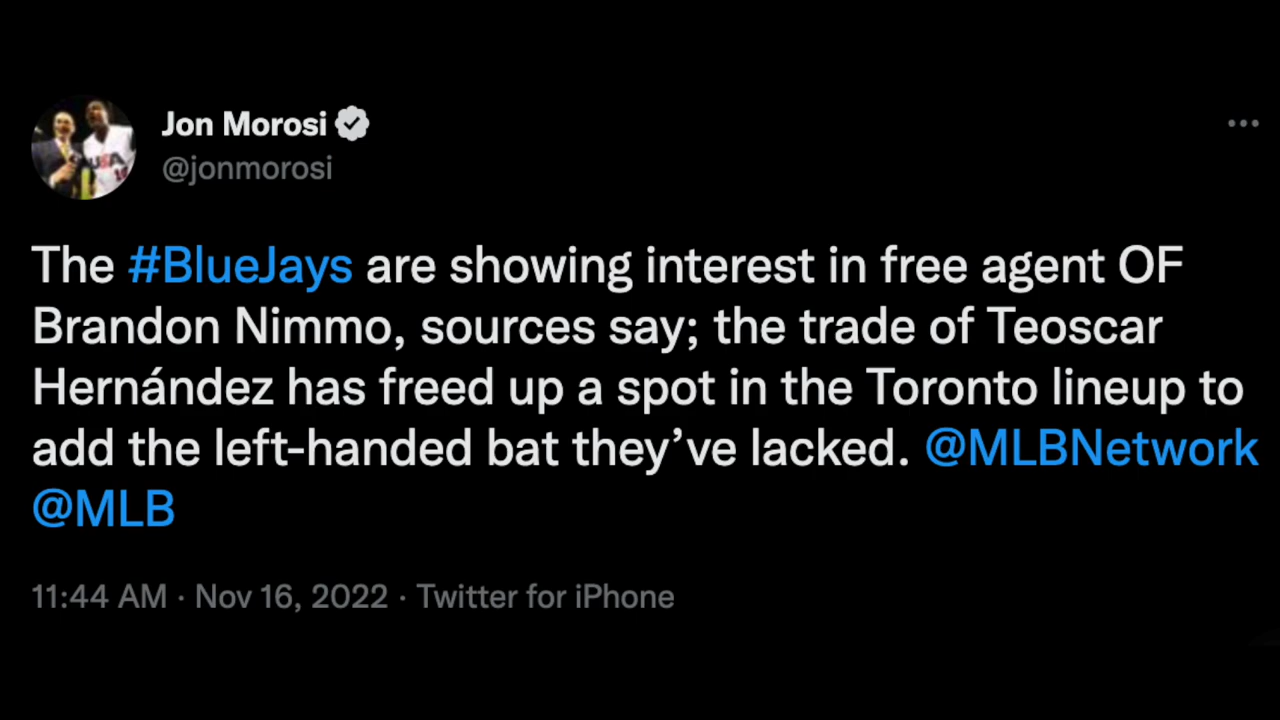 Jon Morosi
@jonmorosi
The #BlueJays are showing interest in free agent OF
Brandon Nimmo, sources say; the trade of Teoscar
Hernández has freed up a spot in the Toronto lineup to
add the left-handed bat they’ve lacked. @MLBNetwork
@MLB
11:44 AM · Nov 16, 2022 · Twitter for iPhone